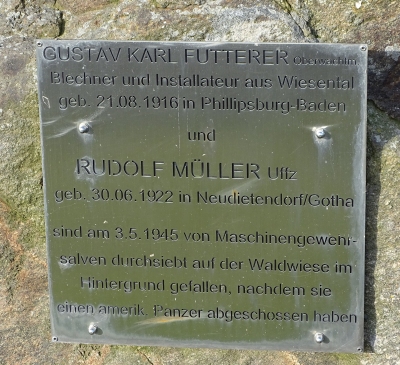 GUSTAV KARL FUTTERER Oberwachtm.
Blechner und Installateur aus Wiesental
geb. 21.08.1916 in Phillipsburg-Baden
und
RUDOLF MÜLLER Uffz
geb. 30.06.1922 in Neudietendorf/Gotha
sind am 3.5.1945 von Maschinengewehr-
salven durchsiebt auf der Waldwiese im
Hintergrund gefallen, nachdem sie
einen amerik. Panzer abgeschossen haben